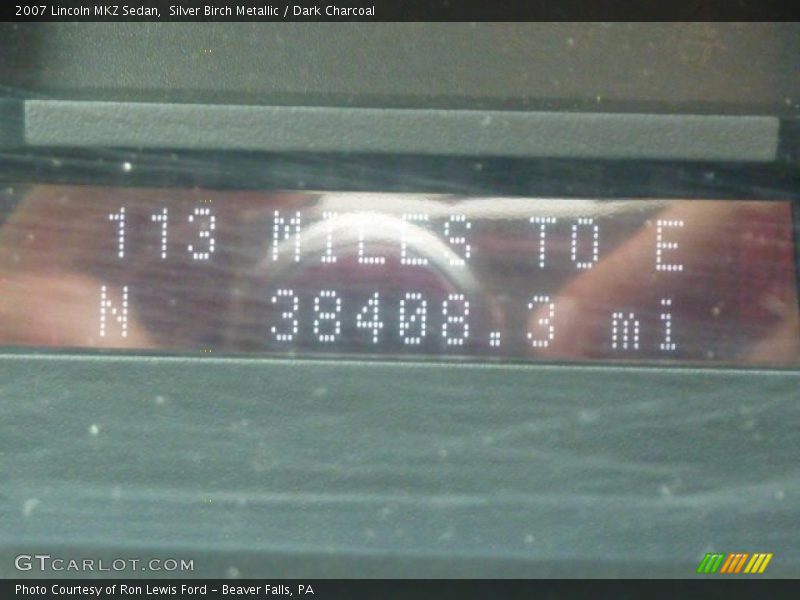 2007 Lincoln MKZ Sedan,  Silver Birch Metallic / Dark Charcoal
113 MILES TO E
N 38408.3 mi
GTCARLOT.COM
Photo Courtesy of Ron Lewis Ford - Beaver Falls, PA